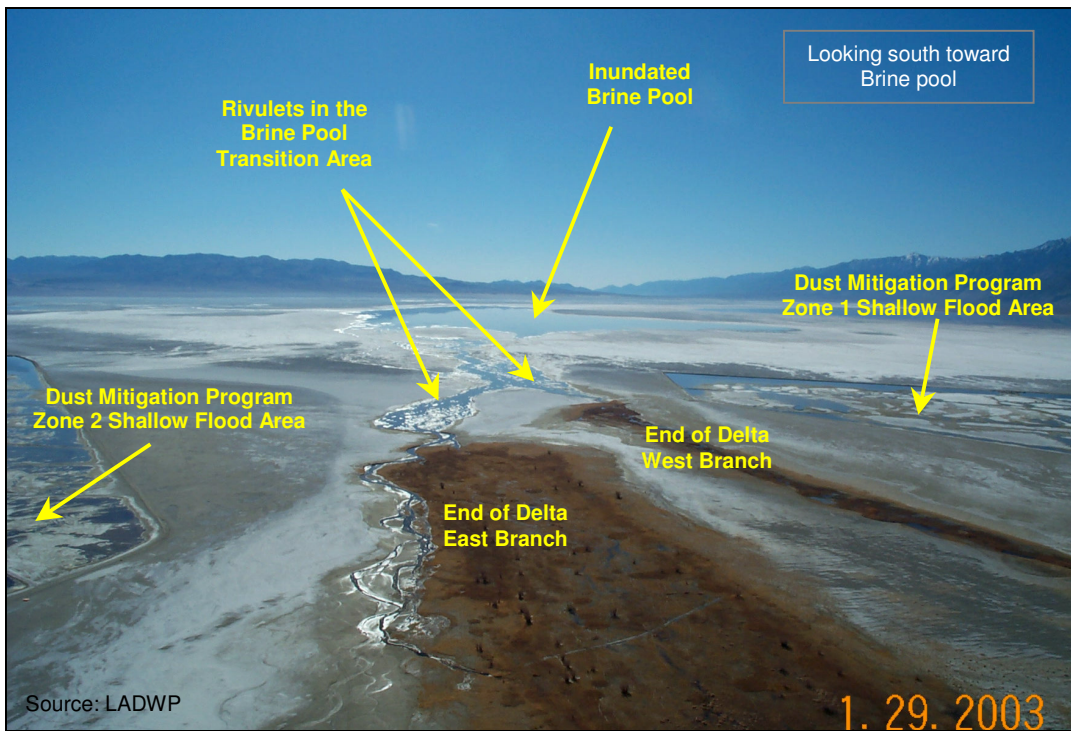 Looking south toward
Brine pool
Inundated
Brine Pool
Rivulets in the
Brine Pool
Transition Area
Dust Mitigation Program
Zone 1 Shallow Flood Area
Dust Mitigation Program
Zone 2 Shallow Flood Area
End of Delta
West Branch
End of Delta
East Branch
Source: LADWP
1. 29. 2003